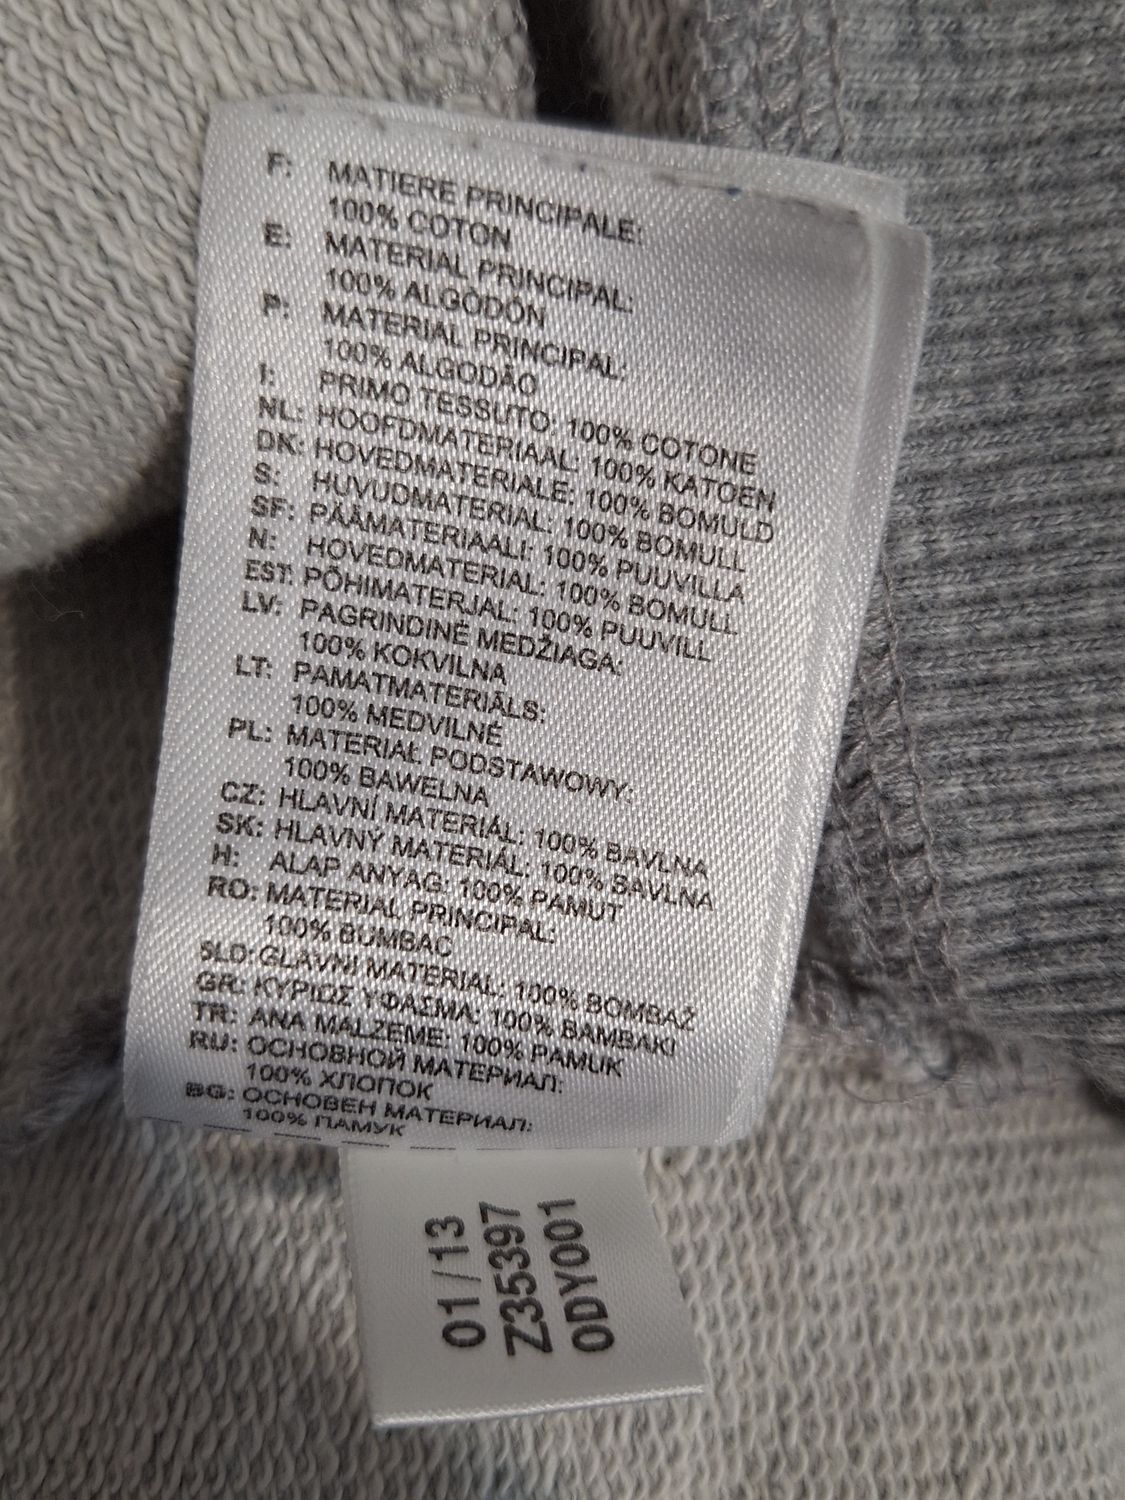 F: MATIERE PRINCIPALE:
100% COTON
E: MATERIAL PRINCIPAL:
100% ALGODÓN
P: MATERIAL PRINCIPAL:
100% ALGODÃO
I: PRIMO TESSUTO: 100% COTONE
NL: HOOFDMATERIAAL: 100% KATOEN
DK: HOVEDMATERIALE: 100% BOMULD
S: HUVUDMATERIAL: 100% BOMULL
SF: PÄÄMATERIAALI: 100% PUUVILLA
N: HOVEDMATERIAL: 100% BOMULL
EST: PÕHIMATERJAL: 100% PUUVILL
LV: PAGRINDINĖ MEDŽIAGA:
100% KOKVILNA
LT: PAMATMATERIĀLS:
100% MEDVILNĖ
PL: MATERIAŁ PODSTAWOWY:
100% BAWEŁNA
CZ: HLAVNÍ MATERIÁL: 100% BAVLNA
SK: HLAVNÝ MATERIÁL: 100% BAVLNA
H: ALAP ANYAG: 100% PAMUT
RO: MATERIAL PRINCIPAL:
100% BUMBAC
SLO: GLAVNI MATERIAL: 100% BOMBAŽ
GR: ΚΥΡΙΩΣ ΥΦΑΣΜΑ: 100% ΒΑΜΒΑΚΙ
TR: ANA MALZEME: 100% PAMUK
RU: ОСНОВНОЙ МАТЕРИАЛ:
100% ХЛОПОК
BG: ОСНОВЕН МАТЕРИАЛ:
100% ПАМУК
01/13
Z35397
0DY001